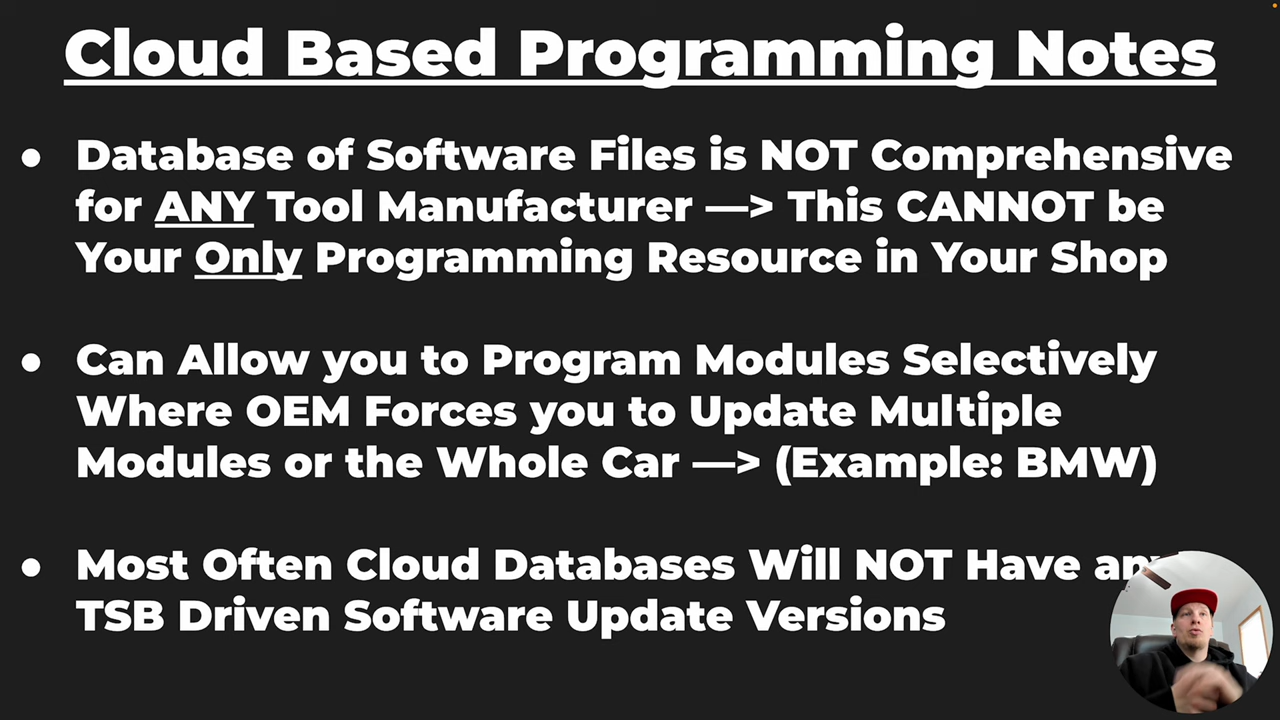 Cloud Based Programming Notes
● Database of Software Files is NOT Comprehensive
for ANY Tool Manufacturer —> This CANNOT be
Your Only Programming Resource in Your Shop
● Can Allow you to Program Modules Selectively
Where OEM Forces you to Update Multiple
Modules or the Whole Car —> (Example: BMW)
● Most Often Cloud Databases Will NOT Have any
TSB Driven Software Update Versions